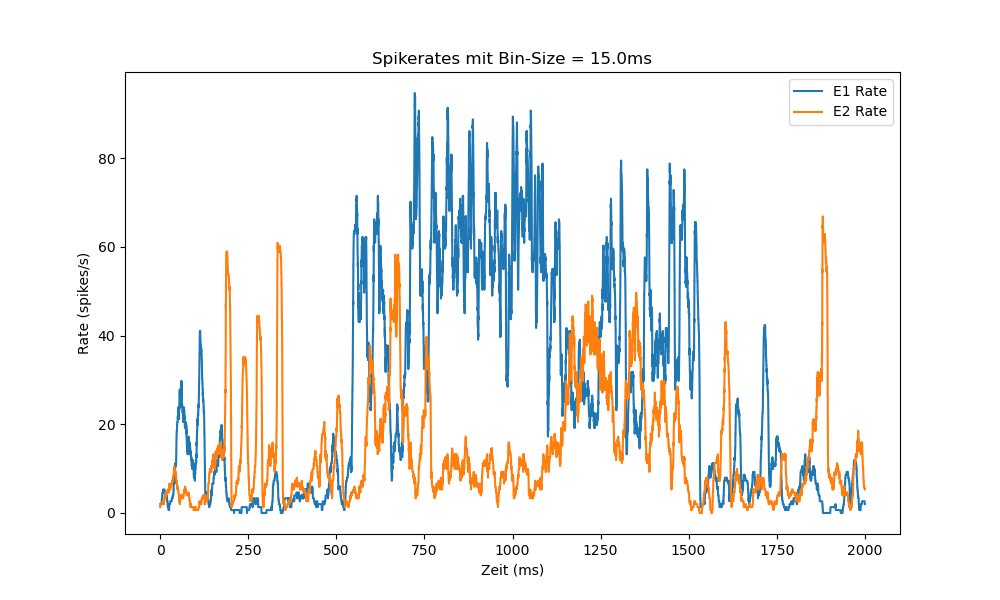 Spikerates mit Bin-Size = 15.0ms
E1 Rate
E2 Rate
80
60
40
20
0
Rate (spikes/s)
0 250 500 750 1000 1250 1500 1750 2000
Zeit (ms)